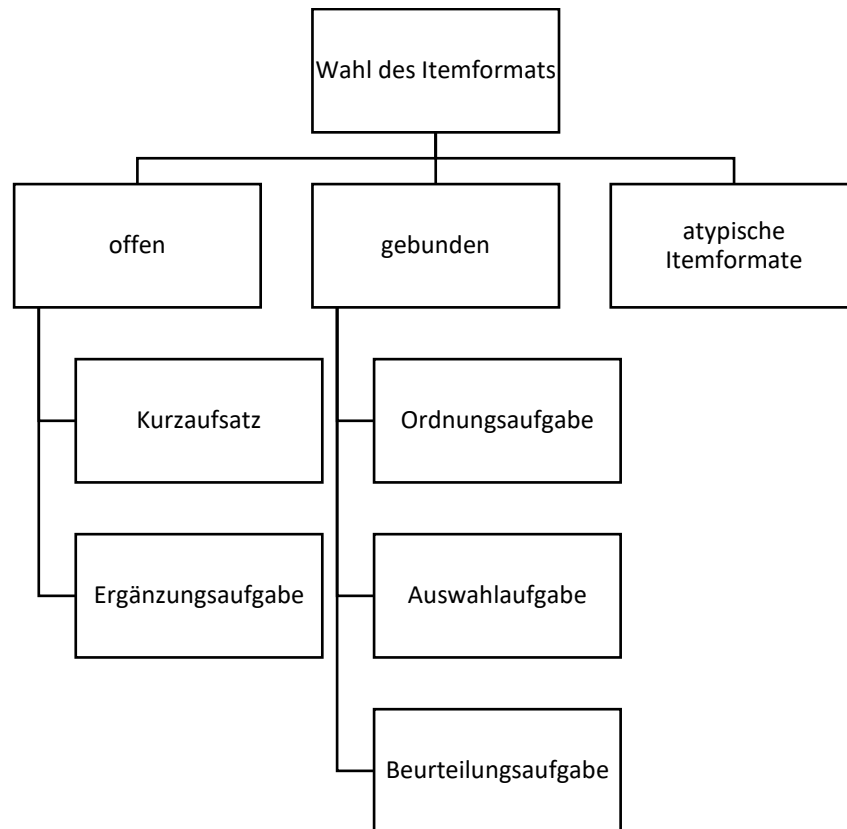 Wahl des Itemformats
offen
gebunden
atypische
Itemformate
Kurzaufsatz
Ordnungsaufgabe
Ergänzungsaufgabe
Auswahlaufgabe
Beurteilungsaufgabe